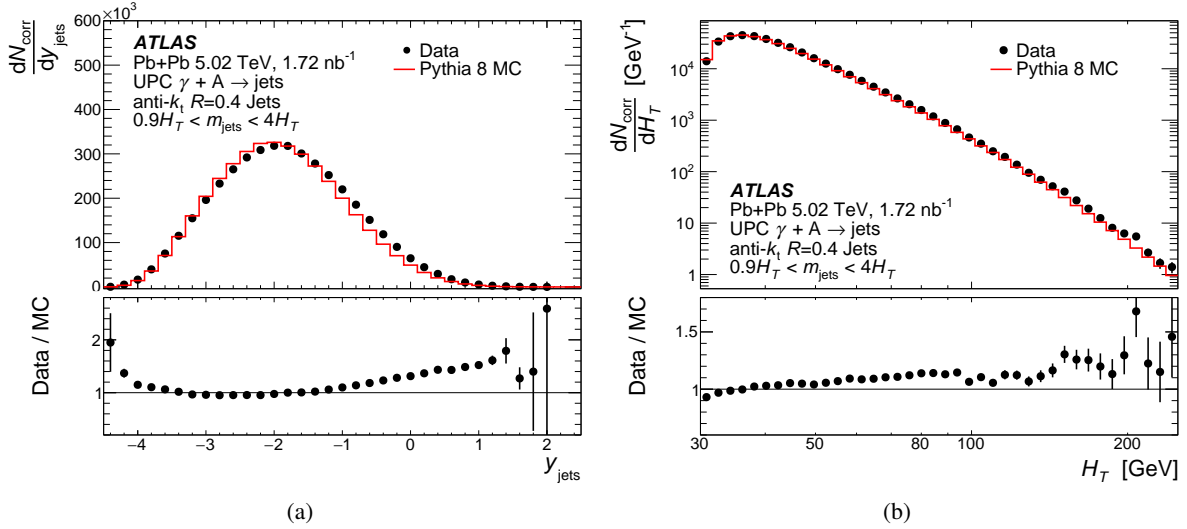 ×10³
dN_corr
dy_jets
600
500
400
300
200
100
0
ATLAS
Pb+Pb 5.02 TeV, 1.72 nb⁻¹
UPC γ + A → jets
anti-k_t R=0.4 Jets
0.9H_T < m_jets < 4H_T
Data
Pythia 8 MC
Data / MC
2
1
−4 −3 −2 −1 0 1 2
y_jets
(a)
dN_corr
dH_T
[GeV⁻¹]
10⁴
10³
10²
10
1
Data
Pythia 8 MC
ATLAS
Pb+Pb 5.02 TeV, 1.72 nb⁻¹
UPC γ + A → jets
anti-k_t R=0.4 Jets
0.9H_T < m_jets < 4H_T
Data / MC
1.5
1
30 50 80 100 200
H_T [GeV]
(b)